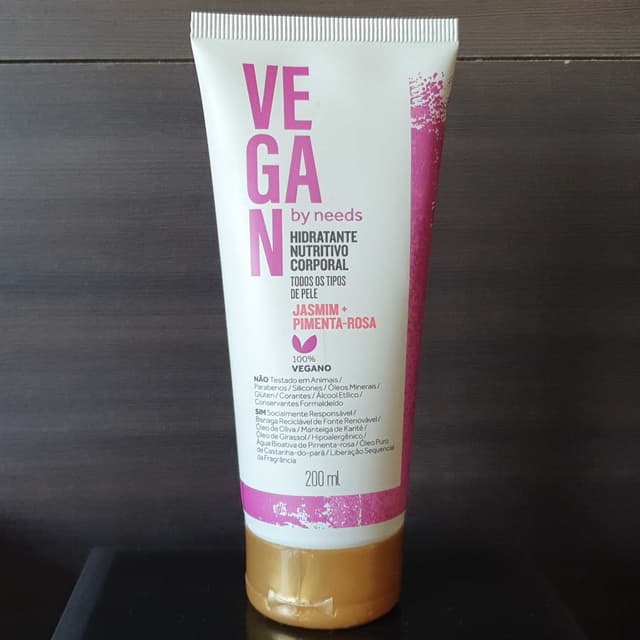 VE
GA
N
by needs
HIDRATANTE
NUTRITIVO
CORPORAL
TODOS OS TIPOS
DE PELE
JASMIM +
PIMENTA-ROSA
100%
VEGANO
NÃO Testado em Animais /
Parabenos / Silicones / Óleos Minerais /
Glúten / Corantes / Álcool Etílico /
Conservantes Formaldeído
SIM Socialmente Responsável /
Bisnaga Reciclável de Fonte Renovável /
Óleo de Oliva / Manteiga de Karité /
Óleo de Girassol / Hipoalergênico /
Água Bioativa de Pimenta-rosa / Óleo Puro
de Castanha-do-pará / Liberação Sequencial
da Fragrância
200 ml